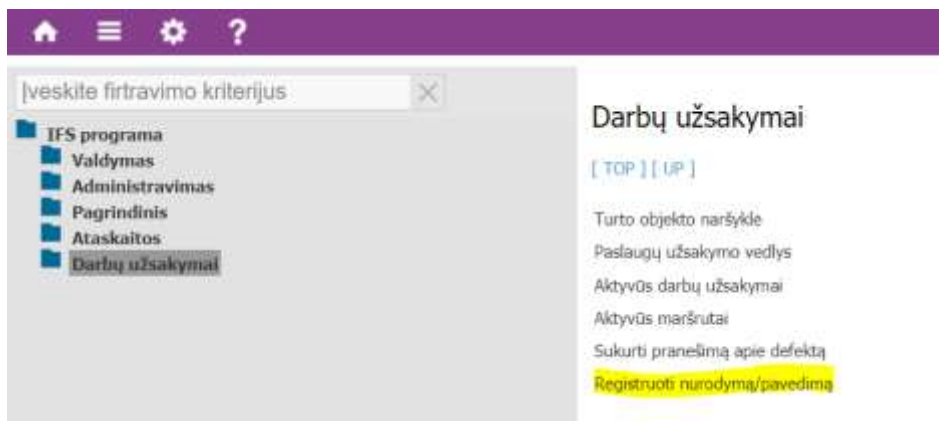 ?
Įveskite firtravimo kriterijus
IFS programa
Valdymas
Administravimas
Pagrindinis
Ataskaitos
Darbų užsakymai
Darbų užsakymai
[ TOP ] [ UP ]
Turto objekto naršyklė
Paslaugų užsakymo vedlys
Aktyvūs darbų užsakymai
Aktyvūs maršrutai
Sukurti pranešimą apie defektą
Registruoti nurodymą/pavedimą